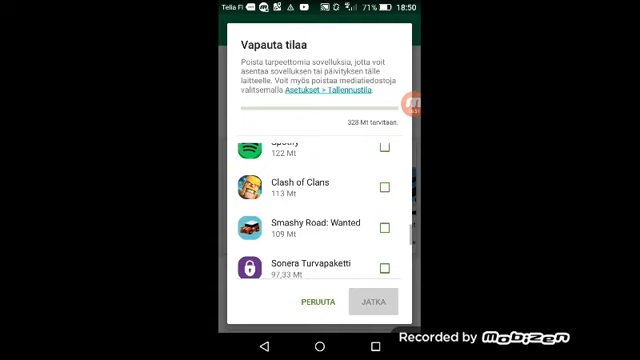 Telia FI 71% 18:50
Vapauta tilaa
Poista tarpeettomia sovelluksia, jotta voit
asentaa sovelluksen tai päivityksen tälle
laitteelle. Voit myös poistaa mediatiedostoja
valitsemalla Asetukset > Tallennustila.
328 Mt tarvitaan.
Spotify
122 Mt
Clash of Clans
113 Mt
Smashy Road: Wanted
109 Mt
Sonera Turvapaketti
97,33 Mt
PERUUTA JATKA
Recorded by Mobizen